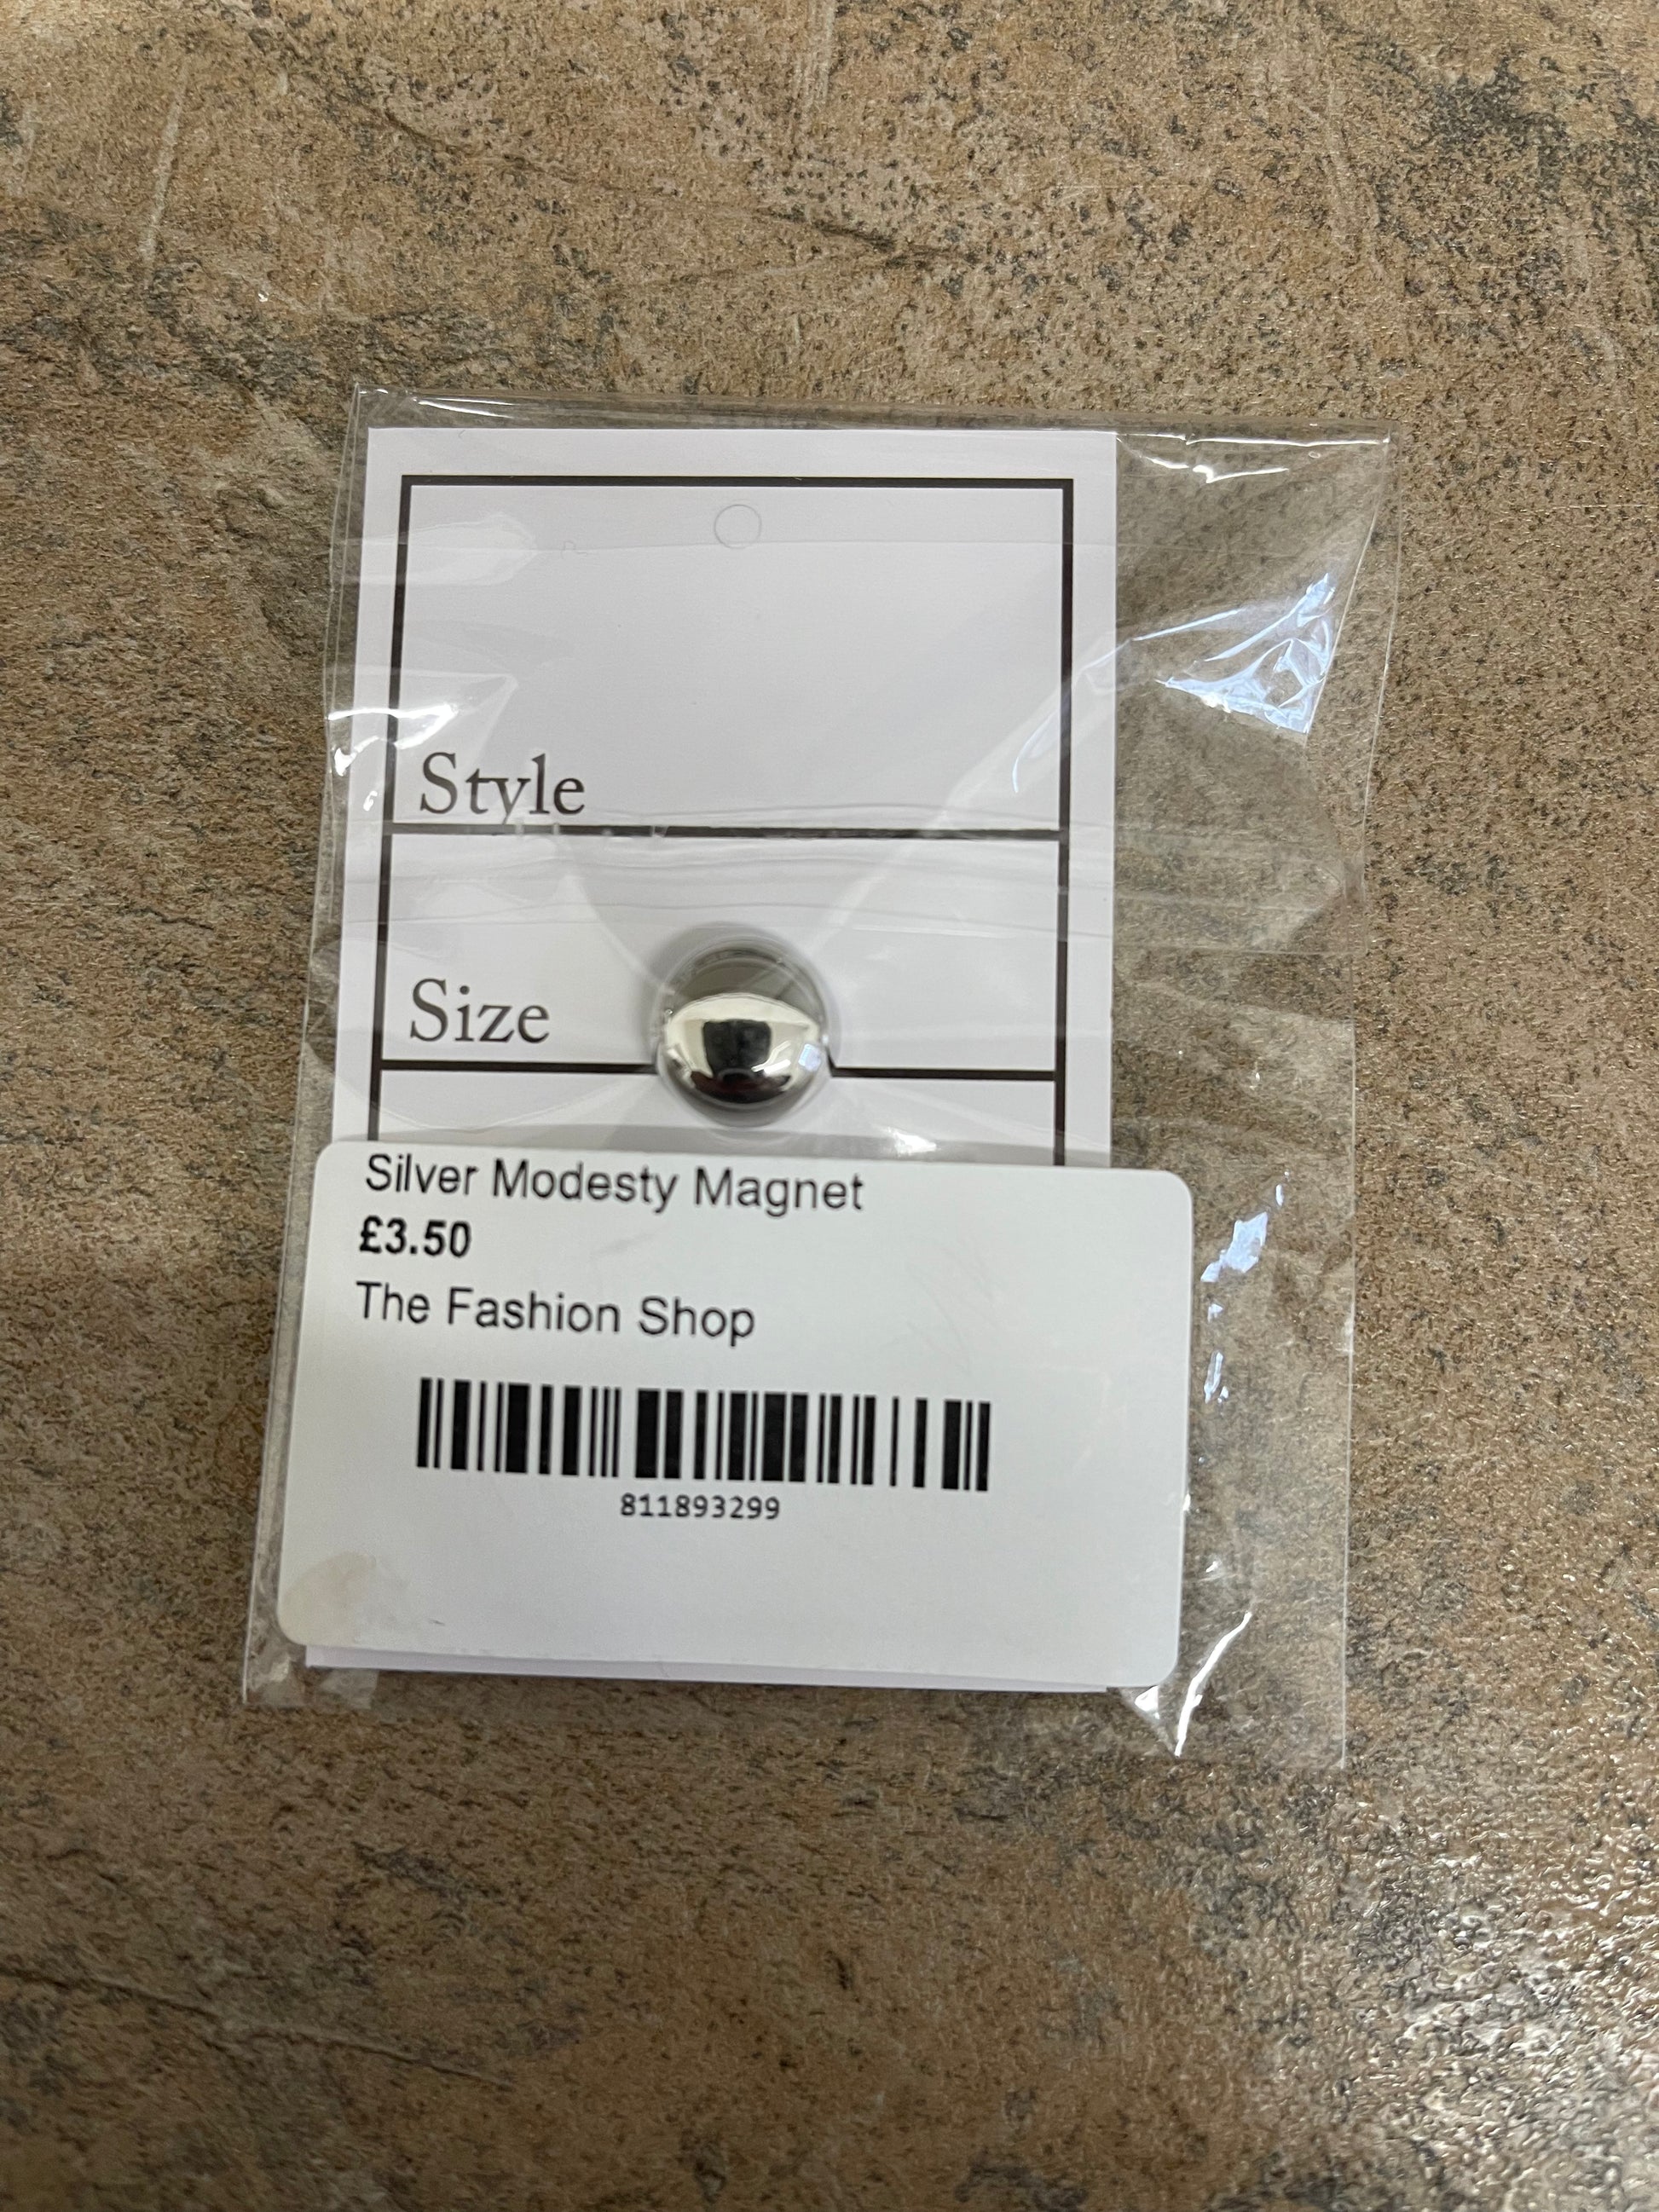 Style
Size
Silver Modesty Magnet
£3.50
The Fashion Shop
811893299